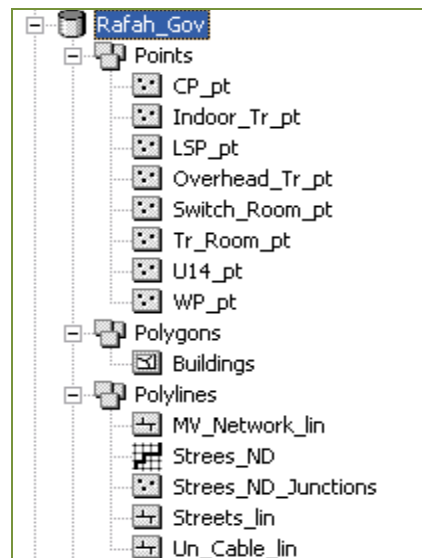 Rafah_Gov
Points
CP_pt
Indoor_Tr_pt
LSP_pt
Overhead_Tr_pt
Switch_Room_pt
Tr_Room_pt
U14_pt
WP_pt
Polygons
Buildings
Polylines
MV_Network_lin
Strees_ND
Strees_ND_Junctions
Streets_lin
Un_Cable_lin